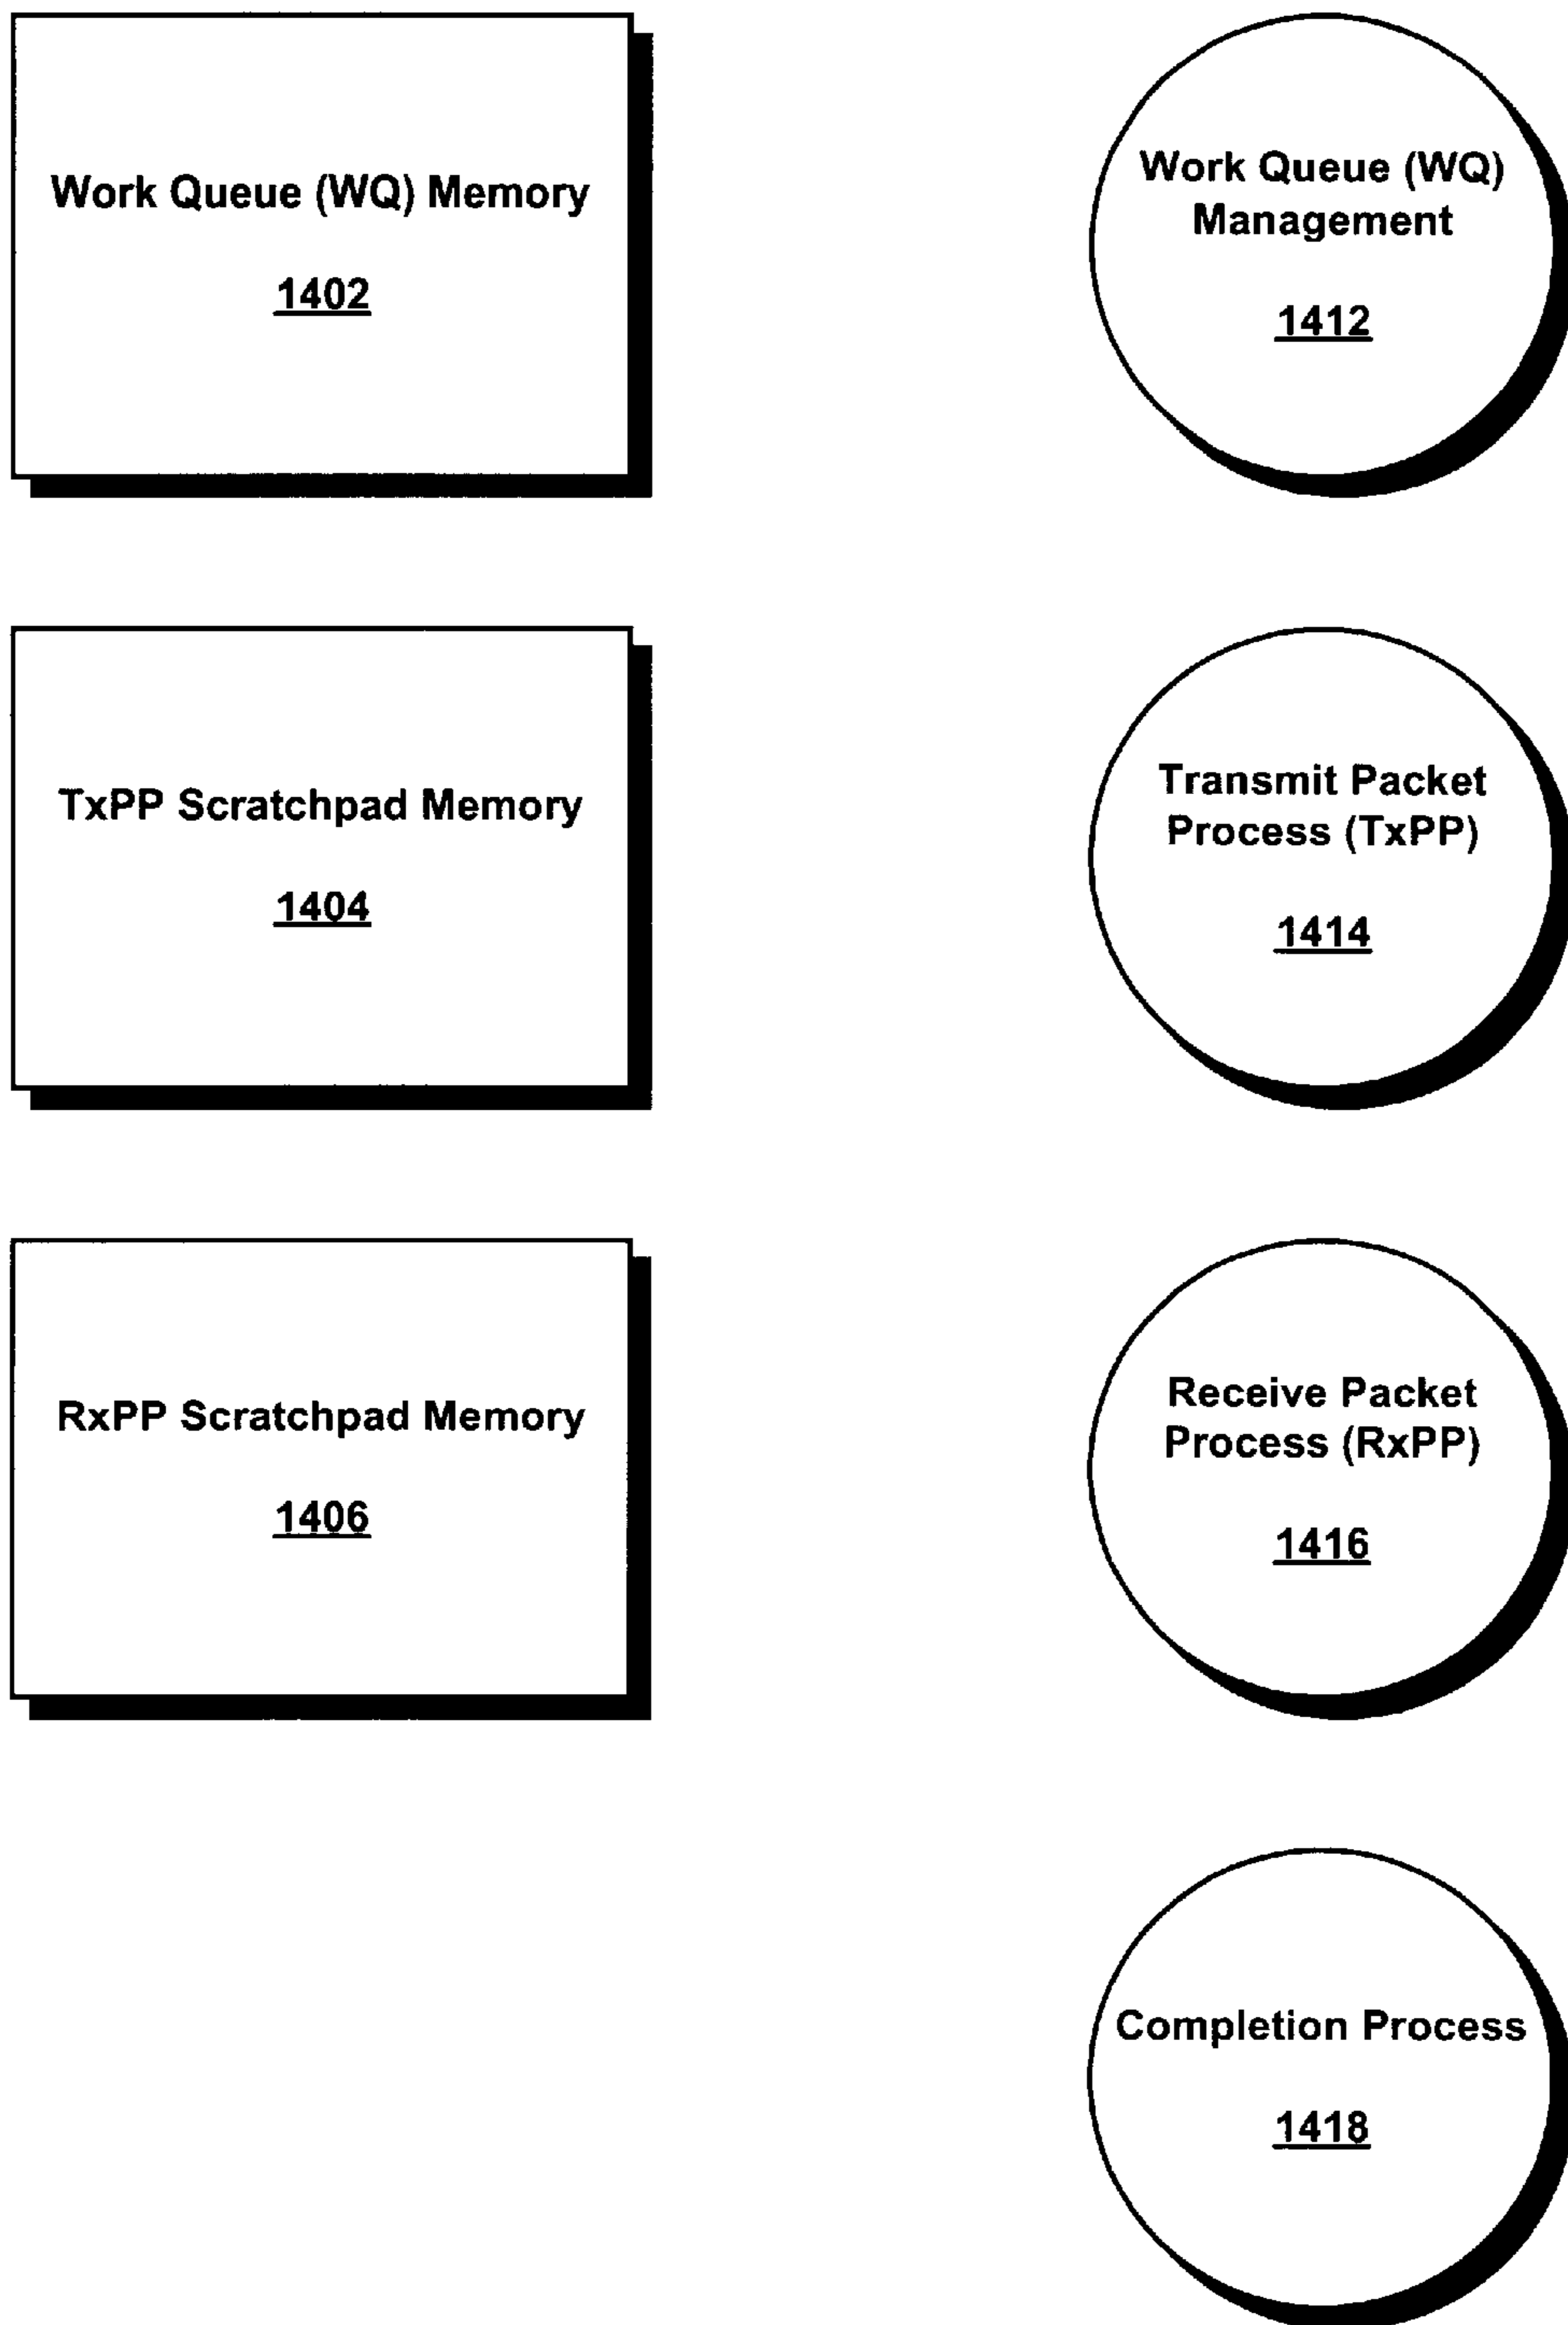 Work Queue (WQ) Memory
1402
Work Queue (WQ)
Management
1412
TxPP Scratchpad Memory
1404
Transmit Packet
Process (TxPP)
1414
RxPP Scratchpad Memory
1406
Receive Packet
Process (RxPP)
1416
Completion Process
1418